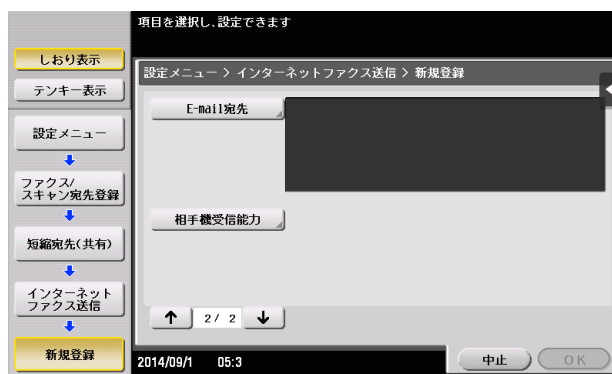 項目を選択し、設定できます
しおり表示
テンキー表示
設定メニュー
ファクス/
スキャン宛先登録
短縮宛先(共有)
インターネット
ファクス送信
新規登録
設定メニュー > インターネットファクス送信 > 新規登録
E-mail宛先
相手機受信能力
↑ 2/ 2 ↓
2014/09/1 05:3
中止
OK